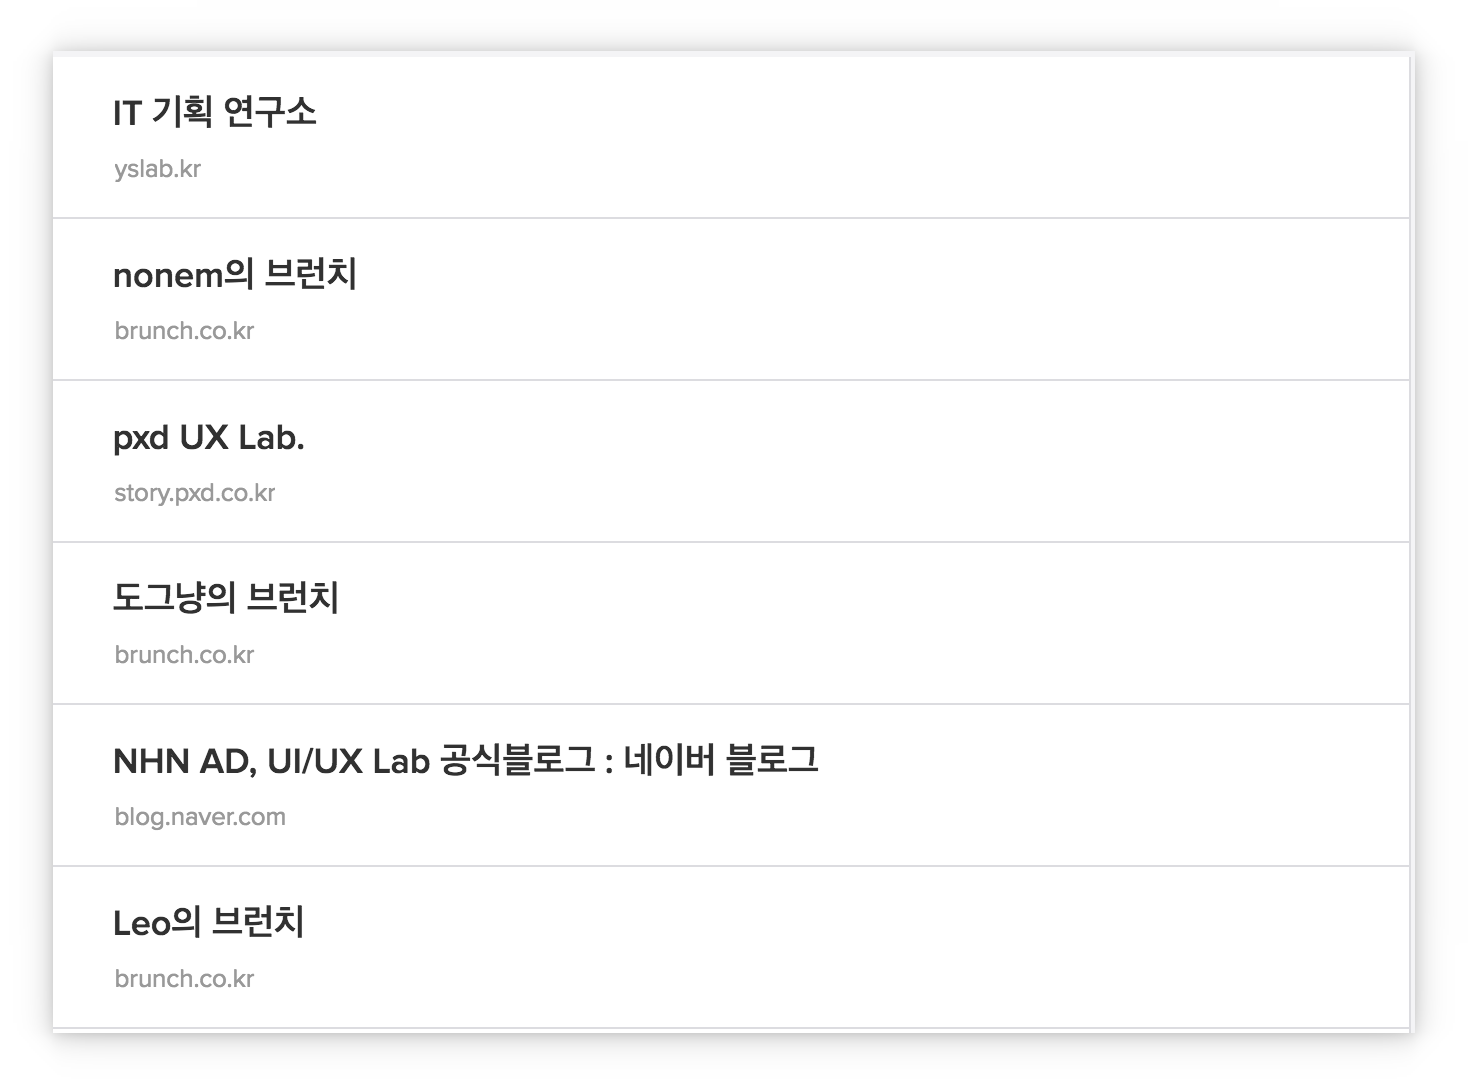 IT 기획 연구소
yslab.kr
nonem의 브런치
brunch.co.kr
pxd UX Lab.
story.pxd.co.kr
도그냥의 브런치
brunch.co.kr
NHN AD, UI/UX Lab 공식블로그 : 네이버 블로그
blog.naver.com
Leo의 브런치
brunch.co.kr